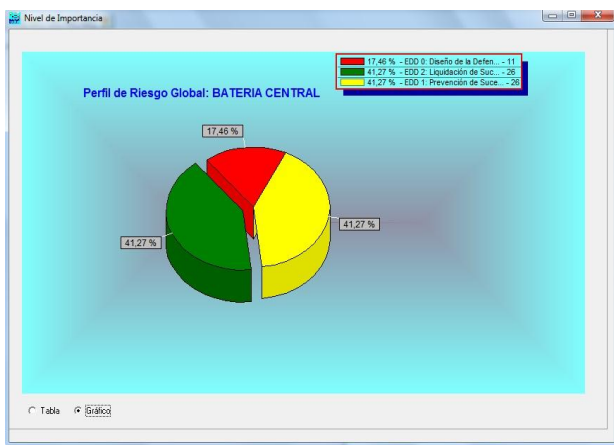 Nivel de Importancia
17,46 % - EDD 0: Diseño de la Defen... - 11
41,27 % - EDD 2: Liquidación de Suc... - 26
41,27 % - EDD 1: Prevención de Suce... - 26
Perfil de Riesgo Global: BATERIA CENTRAL
17,46 %
41,27 %
41,27 %
Tabla
Gráfico